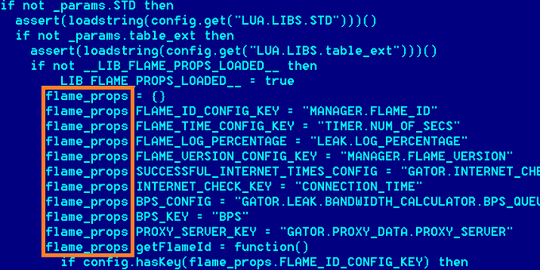 if not _params.STD then
assert(loadstring(config.get("LUA.LIBS.STD")))()
if not _params.table_ext then
assert(loadstring(config.get("LUA.LIBS.table_ext")))()
if not __LIB_FLAME_PROPS_LOADED__ then
LIB_FLAME_PROPS_LOADED__ = true
flame_props = {}
flame_props FLAME_ID_CONFIG_KEY = "MANAGER.FLAME_ID"
flame_props FLAME_TIME_CONFIG_KEY = "TIMER.NUM_OF_SECS"
flame_props FLAME_LOG_PERCENTAGE = "LEAK.LOG_PERCENTAGE"
flame_props FLAME_VERSION_CONFIG_KEY = "MANAGER.FLAME_VERSION"
flame_props SUCCESSFUL_INTERNET_TIMES_CONFIG = "GATOR.INTERNET_CHE
flame_props INTERNET_CHECK_KEY = "CONNECTION_TIME"
flame_props BPS_CONFIG = "GATOR.LEAK.BANDWIDTH_CALCULATOR.BPS_QUEU
flame_props BPS_KEY = "BPS"
flame_props PROXY_SERVER_KEY = "GATOR.PROXY_DATA.PROXY_SERVER"
flame_props getFlameId = function()
if config.hasKey(flame_props.FLAME_ID_CONFIG_KEY) then